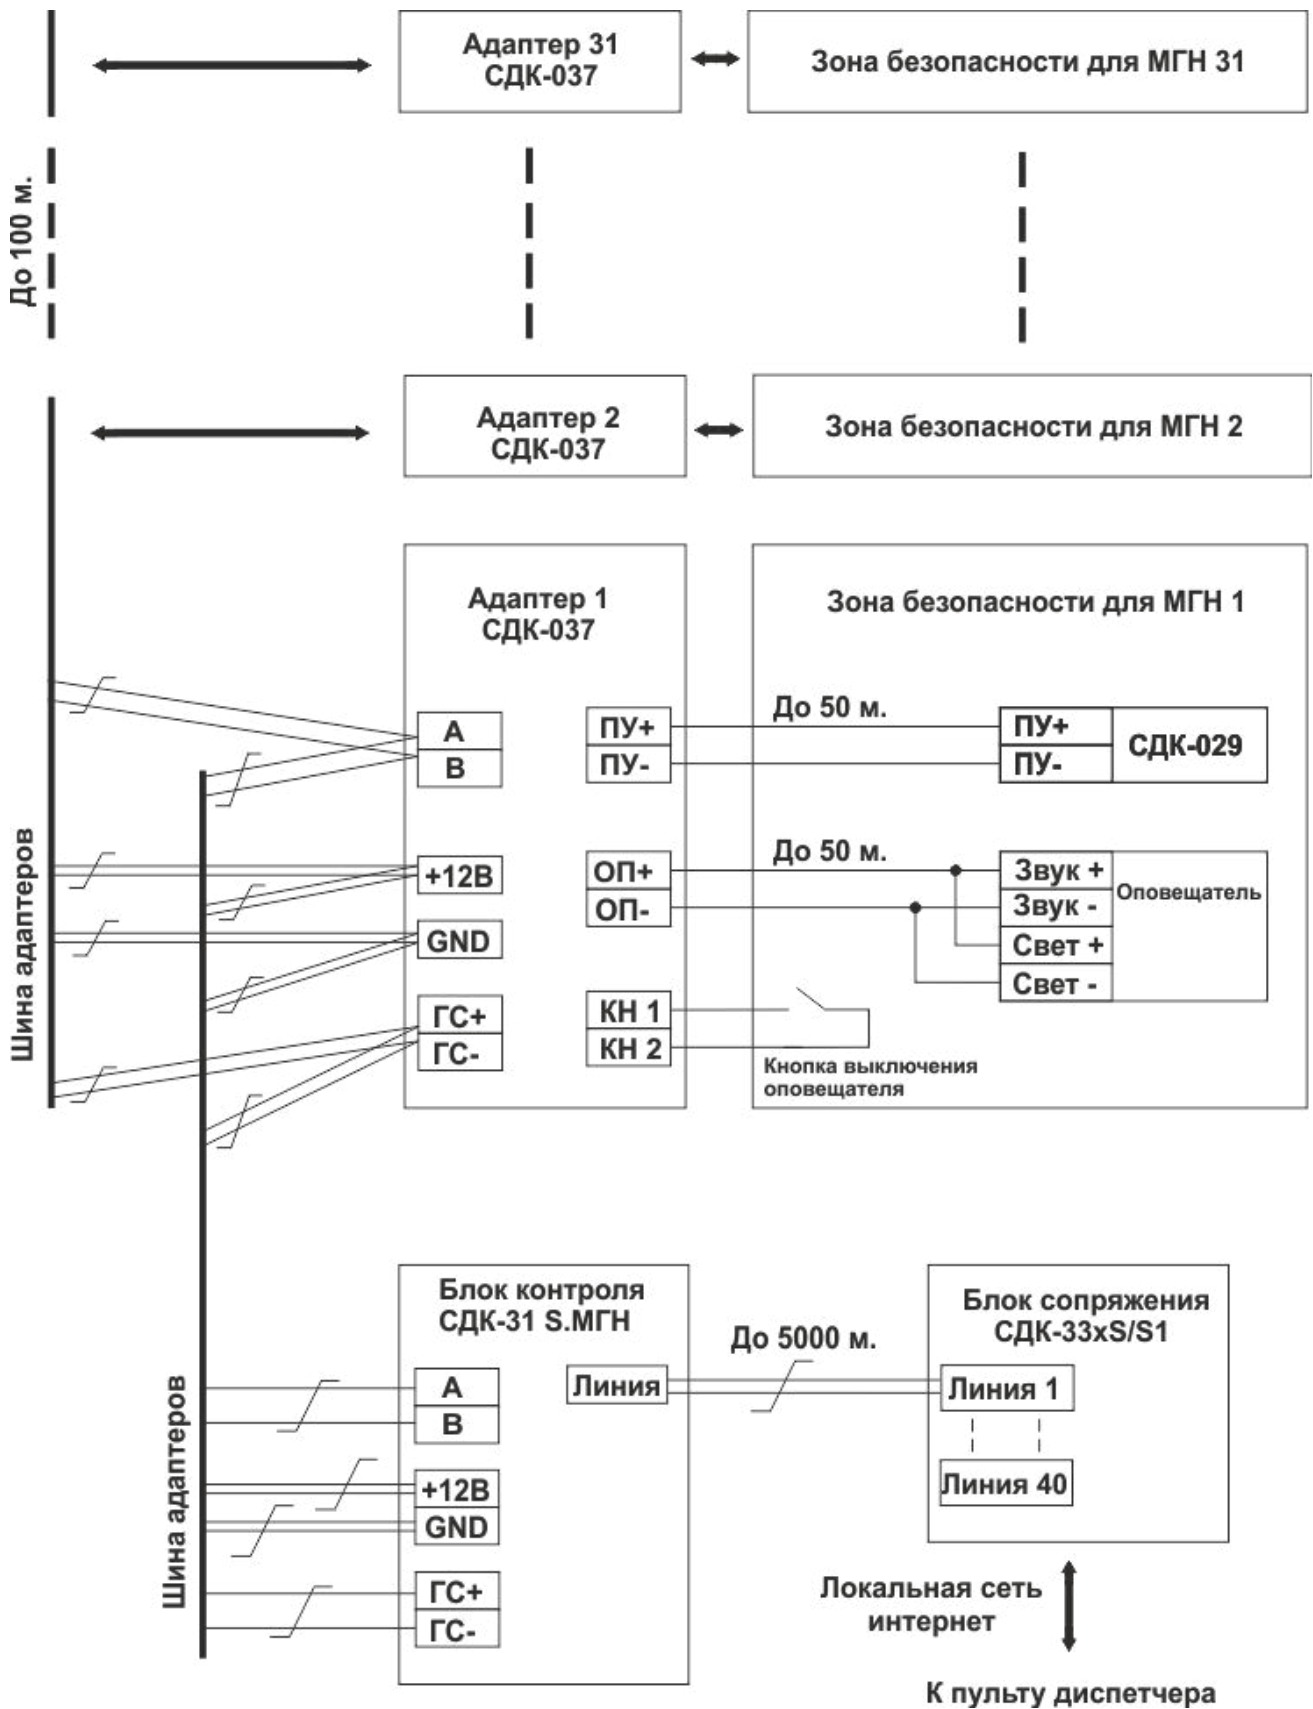 Адаптер 31
СДК-037
Зона безопасности для МГН 31
До 100 м.
Адаптер 2
СДК-037
Зона безопасности для МГН 2
Адаптер 1
СДК-037
Зона безопасности для МГН 1
A
B
ПУ+
ПУ-
До 50 м.
ПУ+
ПУ-
СДК-029
Шина адаптеров
+12В
GND
ОП+
ОП-
До 50 м.
Звук +
Звук -
Свет +
Свет -
Оповещатель
ГС+
ГС-
КН 1
КН 2
Кнопка выключения
оповещателя
Блок контроля
СДК-31 S.МГН
Блок сопряжения
СДК-33xS/S1
До 5000 м.
Шина адаптеров
A
B
Линия
Линия 1
+12В
GND
Линия 40
ГС+
ГС-
Локальная сеть
интернет
К пульту диспетчера